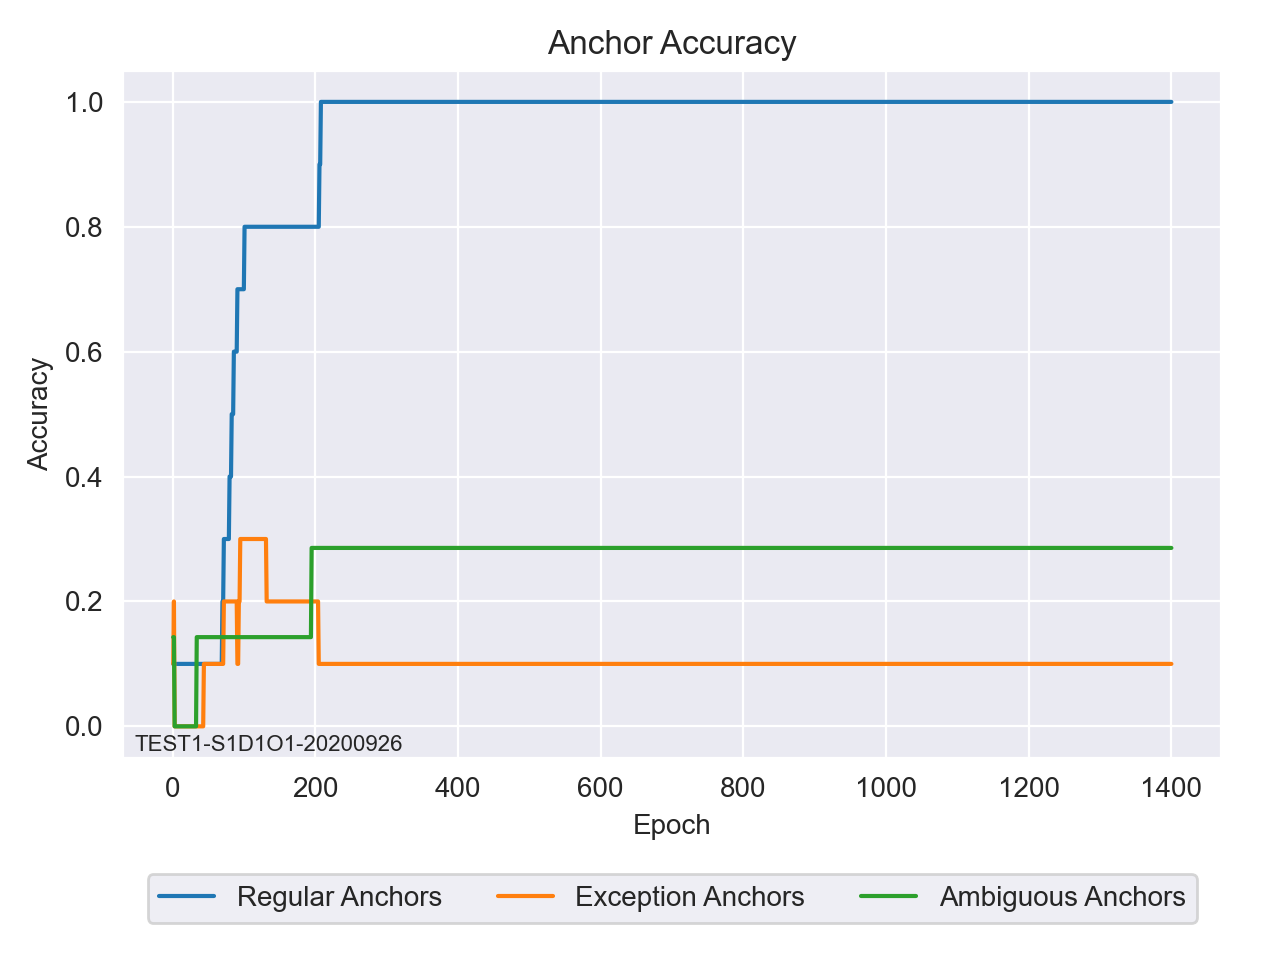 Anchor Accuracy
1.0
0.8
0.6
0.4
0.2
0.0
Accuracy
TEST1-S1D1O1-20200926
0 200 400 600 800 1000 1200 1400
Epoch
Regular Anchors Exception Anchors Ambiguous Anchors